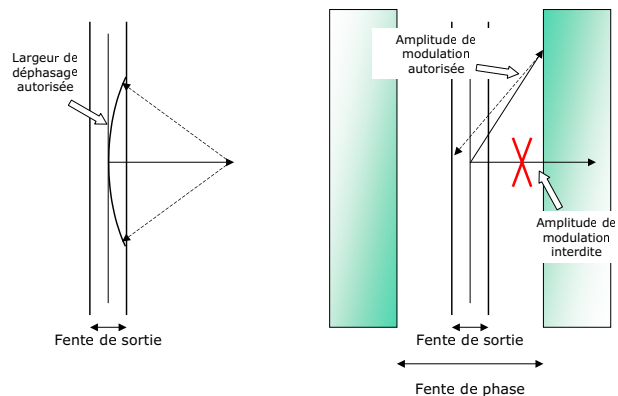 Largeur de
déphasage
autorisée
Fente de sortie
Amplitude de
modulation
autorisée
Amplitude de
modulation
interdite
Fente de sortie
Fente de phase